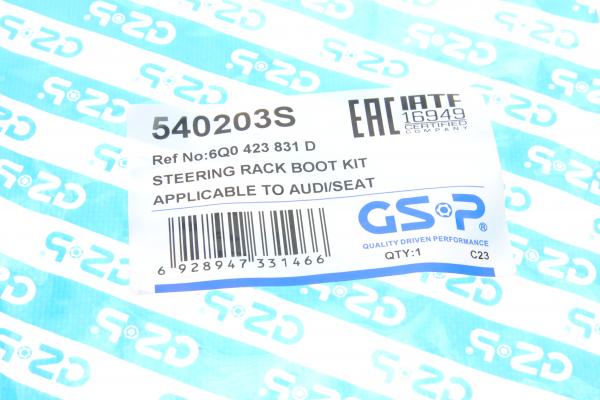 540203S
Ref No:6Q0 423 831 D
STEERING RACK BOOT KIT
APPLICABLE TO AUDI/SEAT
6 928947 331466
EAC
IATF
16949
CERTIFIED
COMPANY
GSP®
QUALITY DRIVEN PERFORMANCE
QTY:1
C23